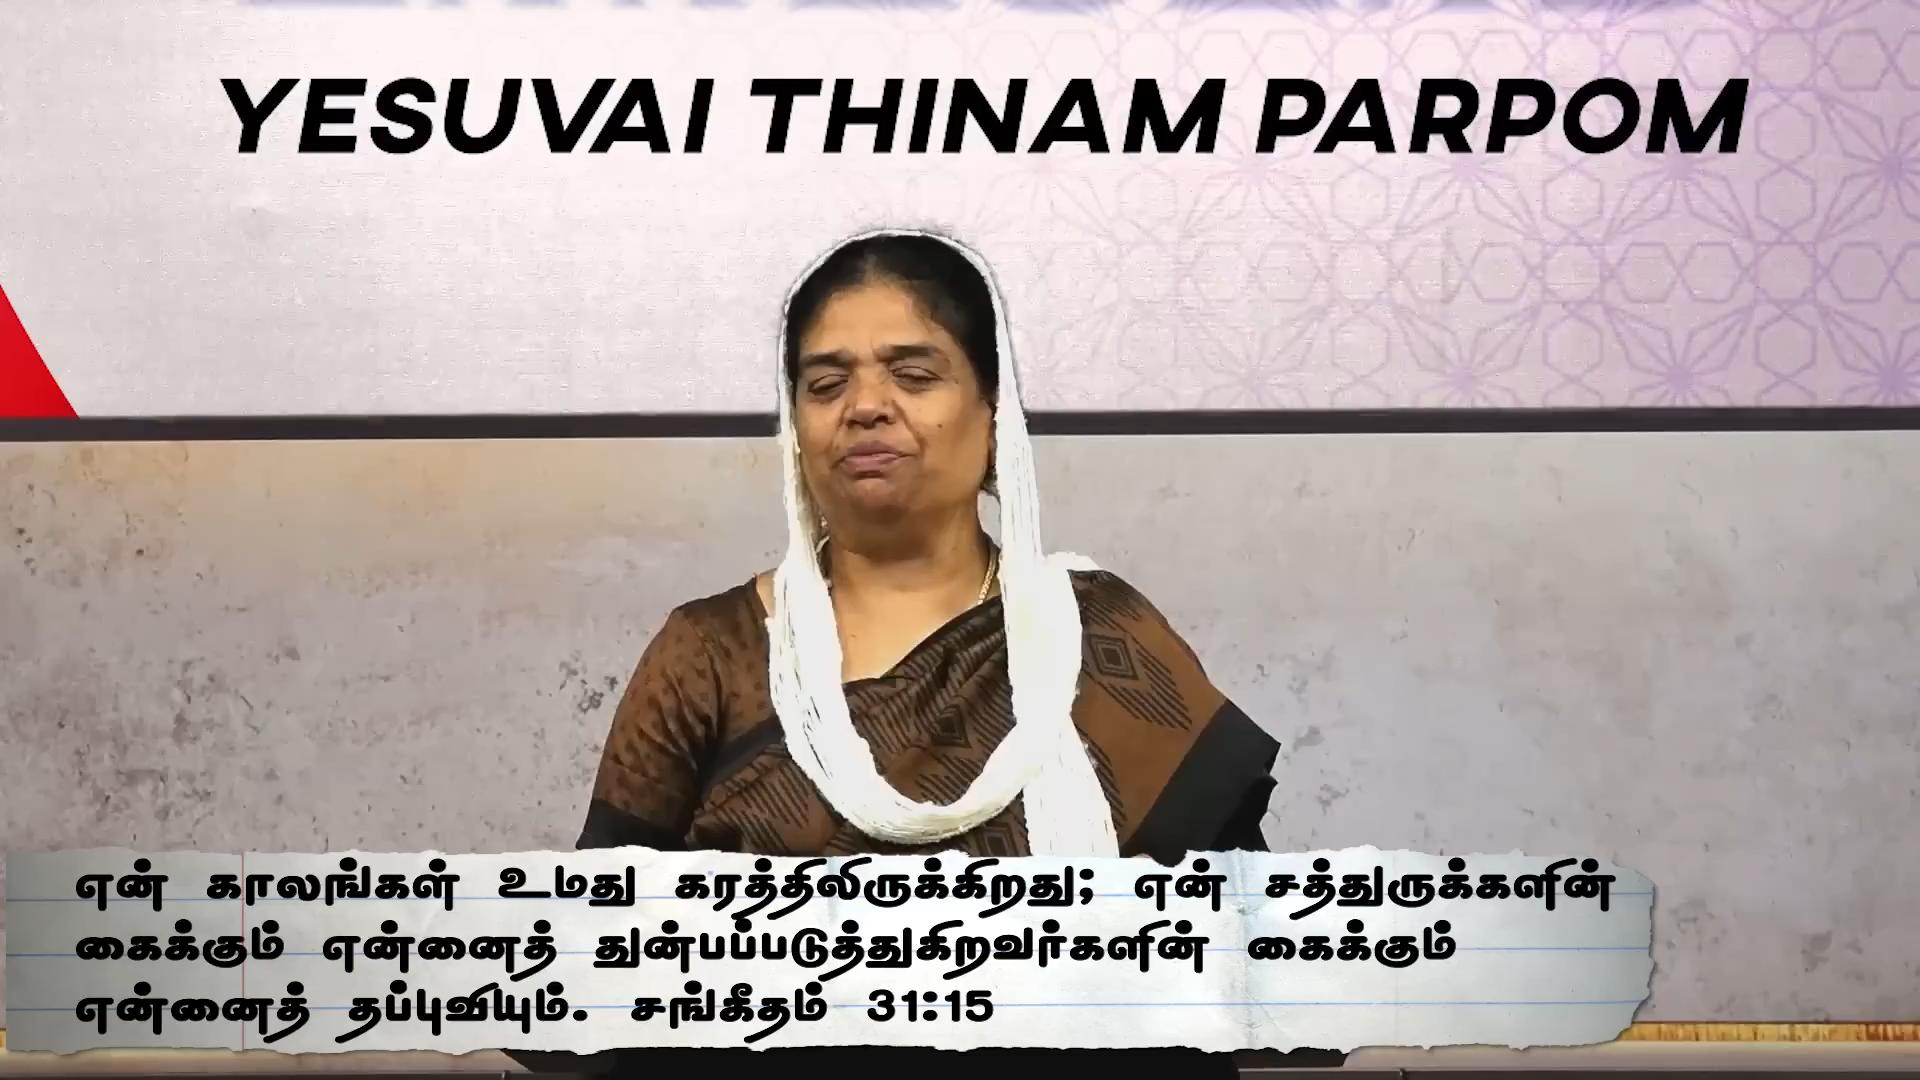 YESUVAI THINAM PARPOM
என் காலங்கள் உமது கரத்திலிருக்கிறது; என் சத்துருக்களின்
கைக்கும் என்னைத் துன்பப்படுத்துகிறவர்களின் கைக்கும்
என்னைத் தப்புவியும். சங்கீதம் 31:15